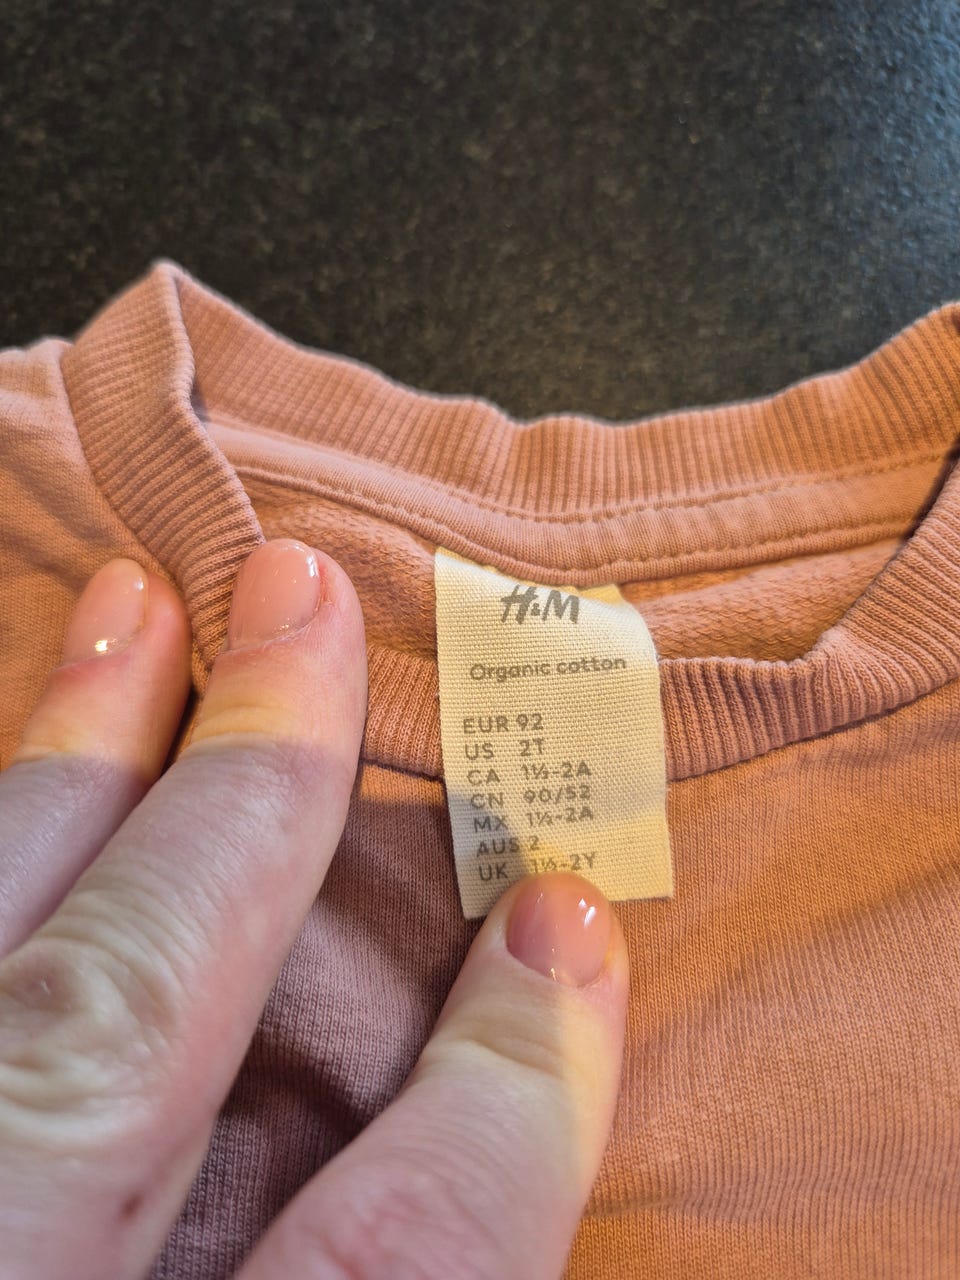 H&M
Organic cotton
EUR 92
US 2T
CA 1½-2A
CN 90/52
MX 1½-2A
AUS 2
UK 1½-2Y